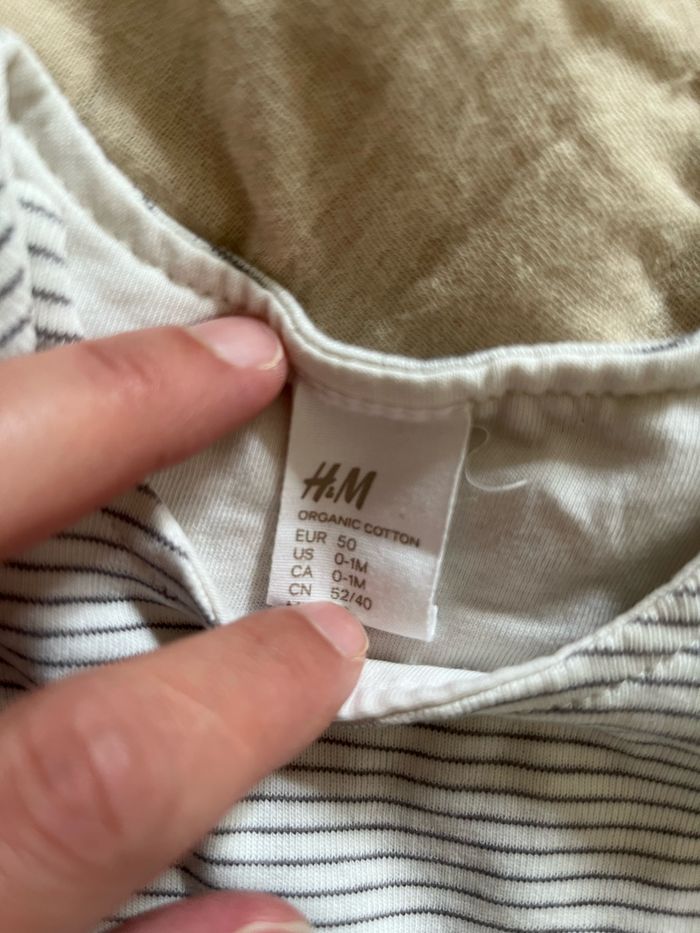 H&M
ORGANIC COTTON
EUR 50
US 0-1M
CA 0-1M
CN 52/40